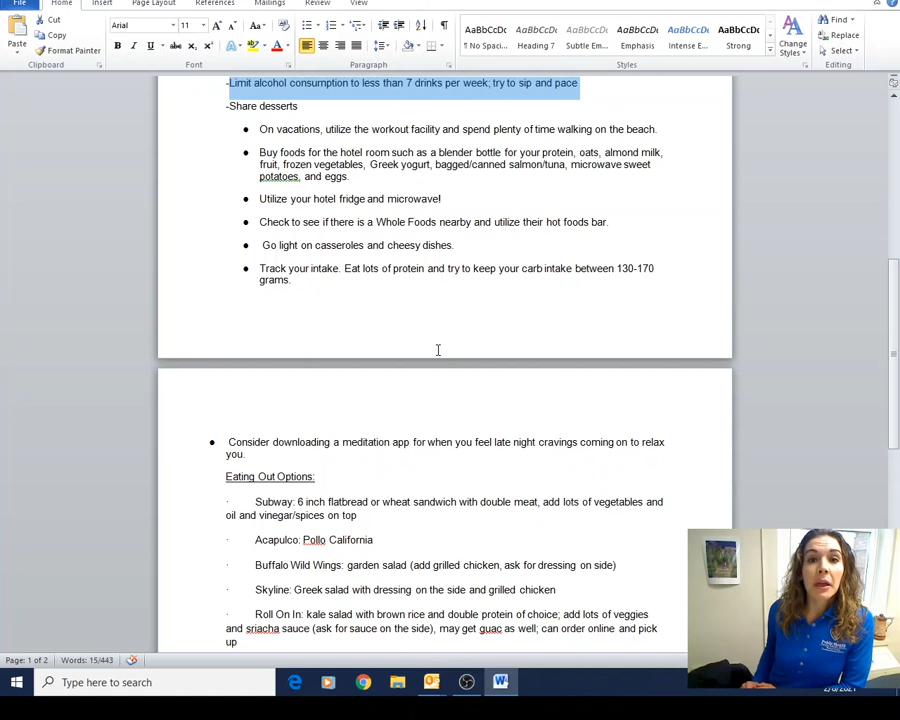 File
Home
Insert
Page Layout
References
Mailings
Review
View
Cut
Copy
Format Painter
Paste
Clipboard
Arial
11
Font
Paragraph
AaBbCcDc
AaBbCcDc
AaBbCcDc
AaBbCcDc
AaBbCcDc
AaBbCcDc
¶ No Spaci...
Heading 7
Subtle Em...
Emphasis
Intense E...
Strong
Styles
Change
Styles
Find
Replace
Select
Editing
-Limit alcohol consumption to less than 7 drinks per week; try to sip and pace
-Share desserts
● On vacations, utilize the workout facility and spend plenty of time walking on the beach.
● Buy foods for the hotel room such as a blender bottle for your protein, oats, almond milk,
fruit, frozen vegetables, Greek yogurt, bagged/canned salmon/tuna, microwave sweet
potatoes, and eggs.
● Utilize your hotel fridge and microwave!
● Check to see if there is a Whole Foods nearby and utilize their hot foods bar.
● Go light on casseroles and cheesy dishes.
● Track your intake. Eat lots of protein and try to keep your carb intake between 130-170
grams.
● Consider downloading a meditation app for when you feel late night cravings coming on to relax
you.
Eating Out Options:
· Subway: 6 inch flatbread or wheat sandwich with double meat, add lots of vegetables and
oil and vinegar/spices on top
· Acapulco: Pollo California
· Buffalo Wild Wings: garden salad (add grilled chicken, ask for dressing on side)
· Skyline: Greek salad with dressing on the side and grilled chicken
· Roll On In: kale salad with brown rice and double protein of choice; add lots of veggies
and sriacha sauce (ask for sauce on the side), may get guac as well; can order online and pick
up
Public Health
Page: 1 of 2
Words: 15/443
Type here to search
2/8/2021